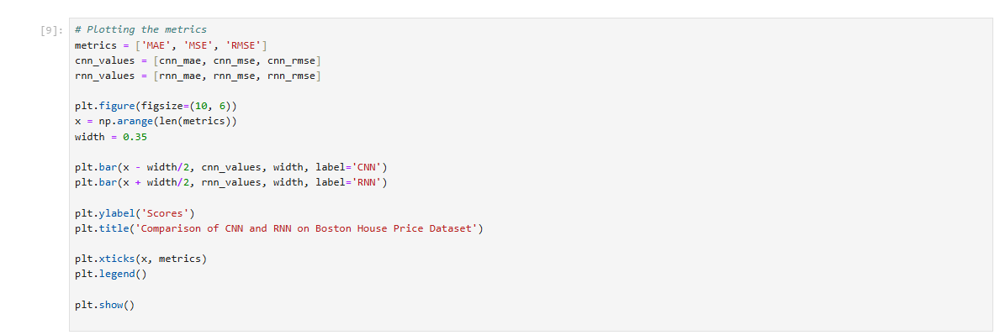 [9]: # Plotting the metrics
metrics = ['MAE', 'MSE', 'RMSE']
cnn_values = [cnn_mae, cnn_mse, cnn_rmse]
rnn_values = [rnn_mae, rnn_mse, rnn_rmse]
plt.figure(figsize=(10, 6))
x = np.arange(len(metrics))
width = 0.35
plt.bar(x - width/2, cnn_values, width, label='CNN')
plt.bar(x + width/2, rnn_values, width, label='RNN')
plt.ylabel('Scores')
plt.title('Comparison of CNN and RNN on Boston House Price Dataset')
plt.xticks(x, metrics)
plt.legend()
plt.show()